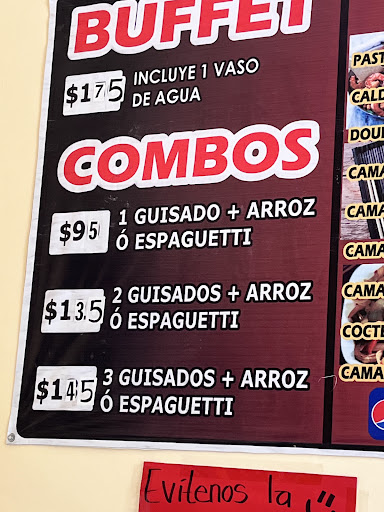 BUFFET
$175 INCLUYE 1 VASO
DE AGUA
COMBOS
$95 1 GUISADO + ARROZ
Ó ESPAGUETTI
$135 2 GUISADOS + ARROZ
Ó ESPAGUETTI
$145 3 GUISADOS + ARROZ
Ó ESPAGUETTI
PAST
CALD
DOU
CAMA
CAMA
CAMA
CAMA
COCTE
CAMA
Evitenos la